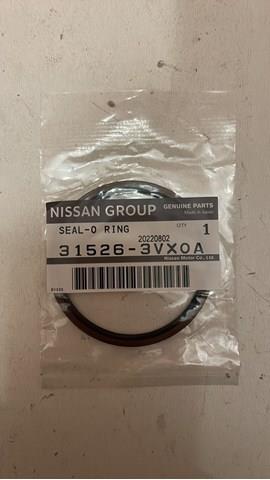 NISSAN GROUP GENUINE PARTS
Made in Japan
SEAL-O RING QTY 1
20220802
31526-3VX0A
Nissan Motor Co., Ltd.